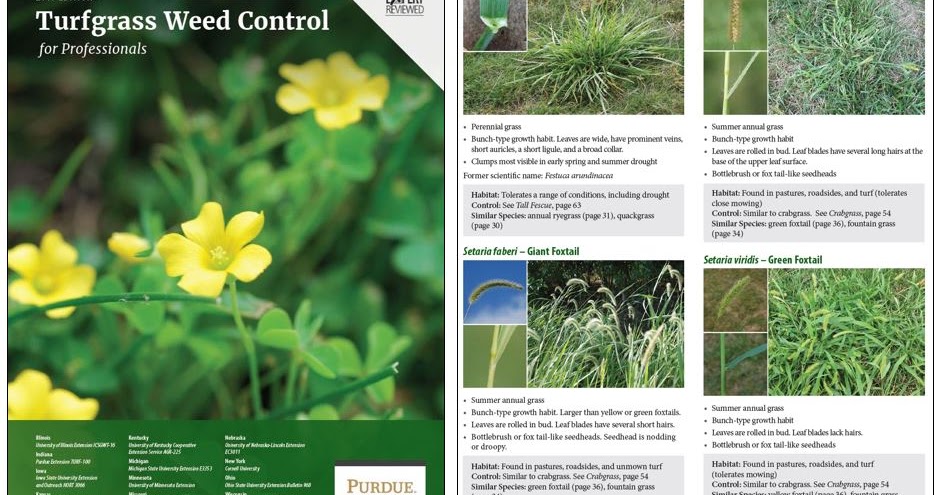 Turfgrass Weed Control
for Professionals
EXPERT
REVIEWED
Illinois
University of Illinois Extension ICSG#T-16
Indiana
Purdue Extension TURF-100
Iowa
Iowa State University Extension
and Outreach HORT 3006
Kansas
Kentucky
University of Kentucky Cooperative
Extension Service AGR-225
Michigan
Michigan State University Extension
Minnesota
University of Minnesota Extension
Missouri
Nebraska
University of Nebraska-Lincoln Extension
EC3011
New York
Cornell University
Ohio
Ohio State University Extension Bulletin
Wisconsin
PURDUE
• Perennial grass
• Bunch-type growth habit. Leaves are wide, have prominent veins,
short auricles, a short ligule, and a broad collar.
• Clumps most visible in early spring and summer drought
Former scientific name: Festuca arundinacea
Habitat: Tolerates a range of conditions, including drought
Control: See Tall Fescue, page 63
Similar Species: annual ryegrass (page 31), quackgrass
(page 30)
Setaria faberi – Giant Foxtail
• Summer annual grass
• Bunch-type growth habit. Larger than yellow or green foxtails.
• Leaves are rolled in bud. Leaf blades have several short hairs.
• Bottlebrush or fox tail-like seedheads. Seedhead is nodding
or droopy.
Habitat: Found in pastures, roadsides, and unmown turf
Control: Similar to crabgrass. See Crabgrass, page 54
Similar Species: green foxtail (page 36), fountain grass
• Summer annual grass
• Bunch-type growth habit
• Leaves are rolled in bud. Leaf blades have several long hairs at the
base of the upper leaf surface.
• Bottlebrush or fox tail-like seedheads
Habitat: Found in pastures, roadsides, and turf (tolerates
close mowing)
Control: Similar to crabgrass. See Crabgrass, page 54
Similar Species: green foxtail (page 36), fountain grass
(page 34)
Setaria viridis – Green Foxtail
• Summer annual grass
• Bunch-type growth habit
• Leaves are rolled in bud. Leaf blades lack hairs.
• Bottlebrush or fox tail-like seedheads
Habitat: Found in pastures, roadsides, and turf
(tolerates mowing)
Control: Similar to crabgrass. See Crabgrass, page 54
Similar Species: yellow foxtail (page 36), fountain grass